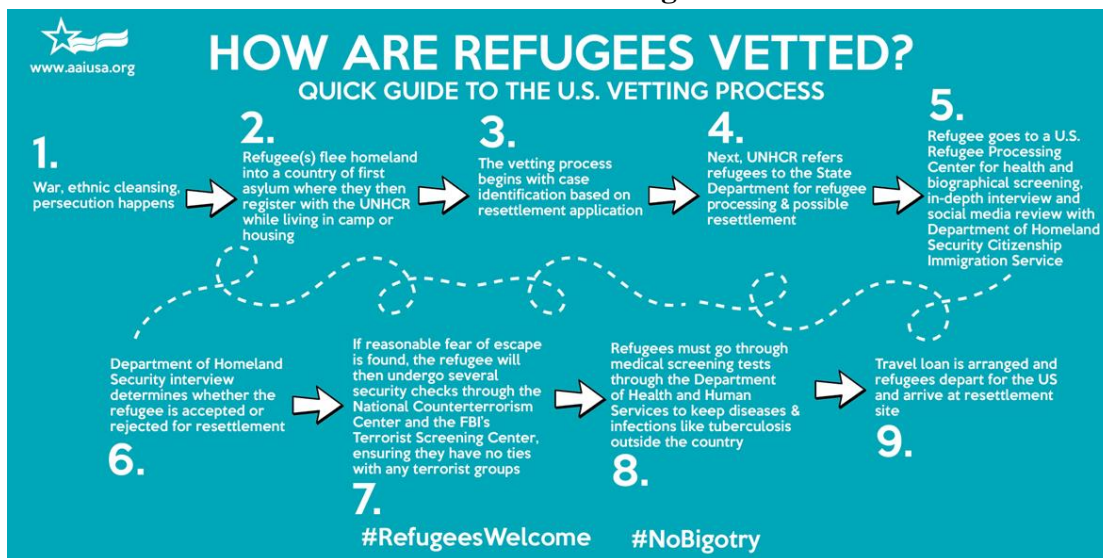 www.aaiusa.org
HOW ARE REFUGEES VETTED?
QUICK GUIDE TO THE U.S. VETTING PROCESS
1.
War, ethnic cleansing,
persecution happens
2.
Refugee(s) flee homeland
into a country of first
asylum where they then
register with the UNHCR
while living in camp or
housing
3.
The vetting process
begins with case
identification based on
resettlement application
4.
Next, UNHCR refers
refugees to the State
Department for refugee
processing & possible
resettlement
5.
Refugee goes to a U.S.
Refugee Processing
Center for health and
biographical screening,
in-depth interview and
social media review with
Department of Homeland
Security Citizenship
Immigration Service
Department of Homeland
Security interview
determines whether the
refugee is accepted or
rejected for resettlement
6.
If reasonable fear of escape
is found, the refugee will
then undergo several
security checks through the
National Counterterrorism
Center and the FBI's
Terrorist Screening Center,
ensuring they have no ties
with any terrorist groups
7.
Refugees must go through
medical screening tests
through the Department
of Health and Human
Services to keep diseases &
infections like tuberculosis
outside the country
8.
Travel loan is arranged and
refugees depart for the US
and arrive at resettlement
site
9.
#RefugeesWelcome #NoBigotry